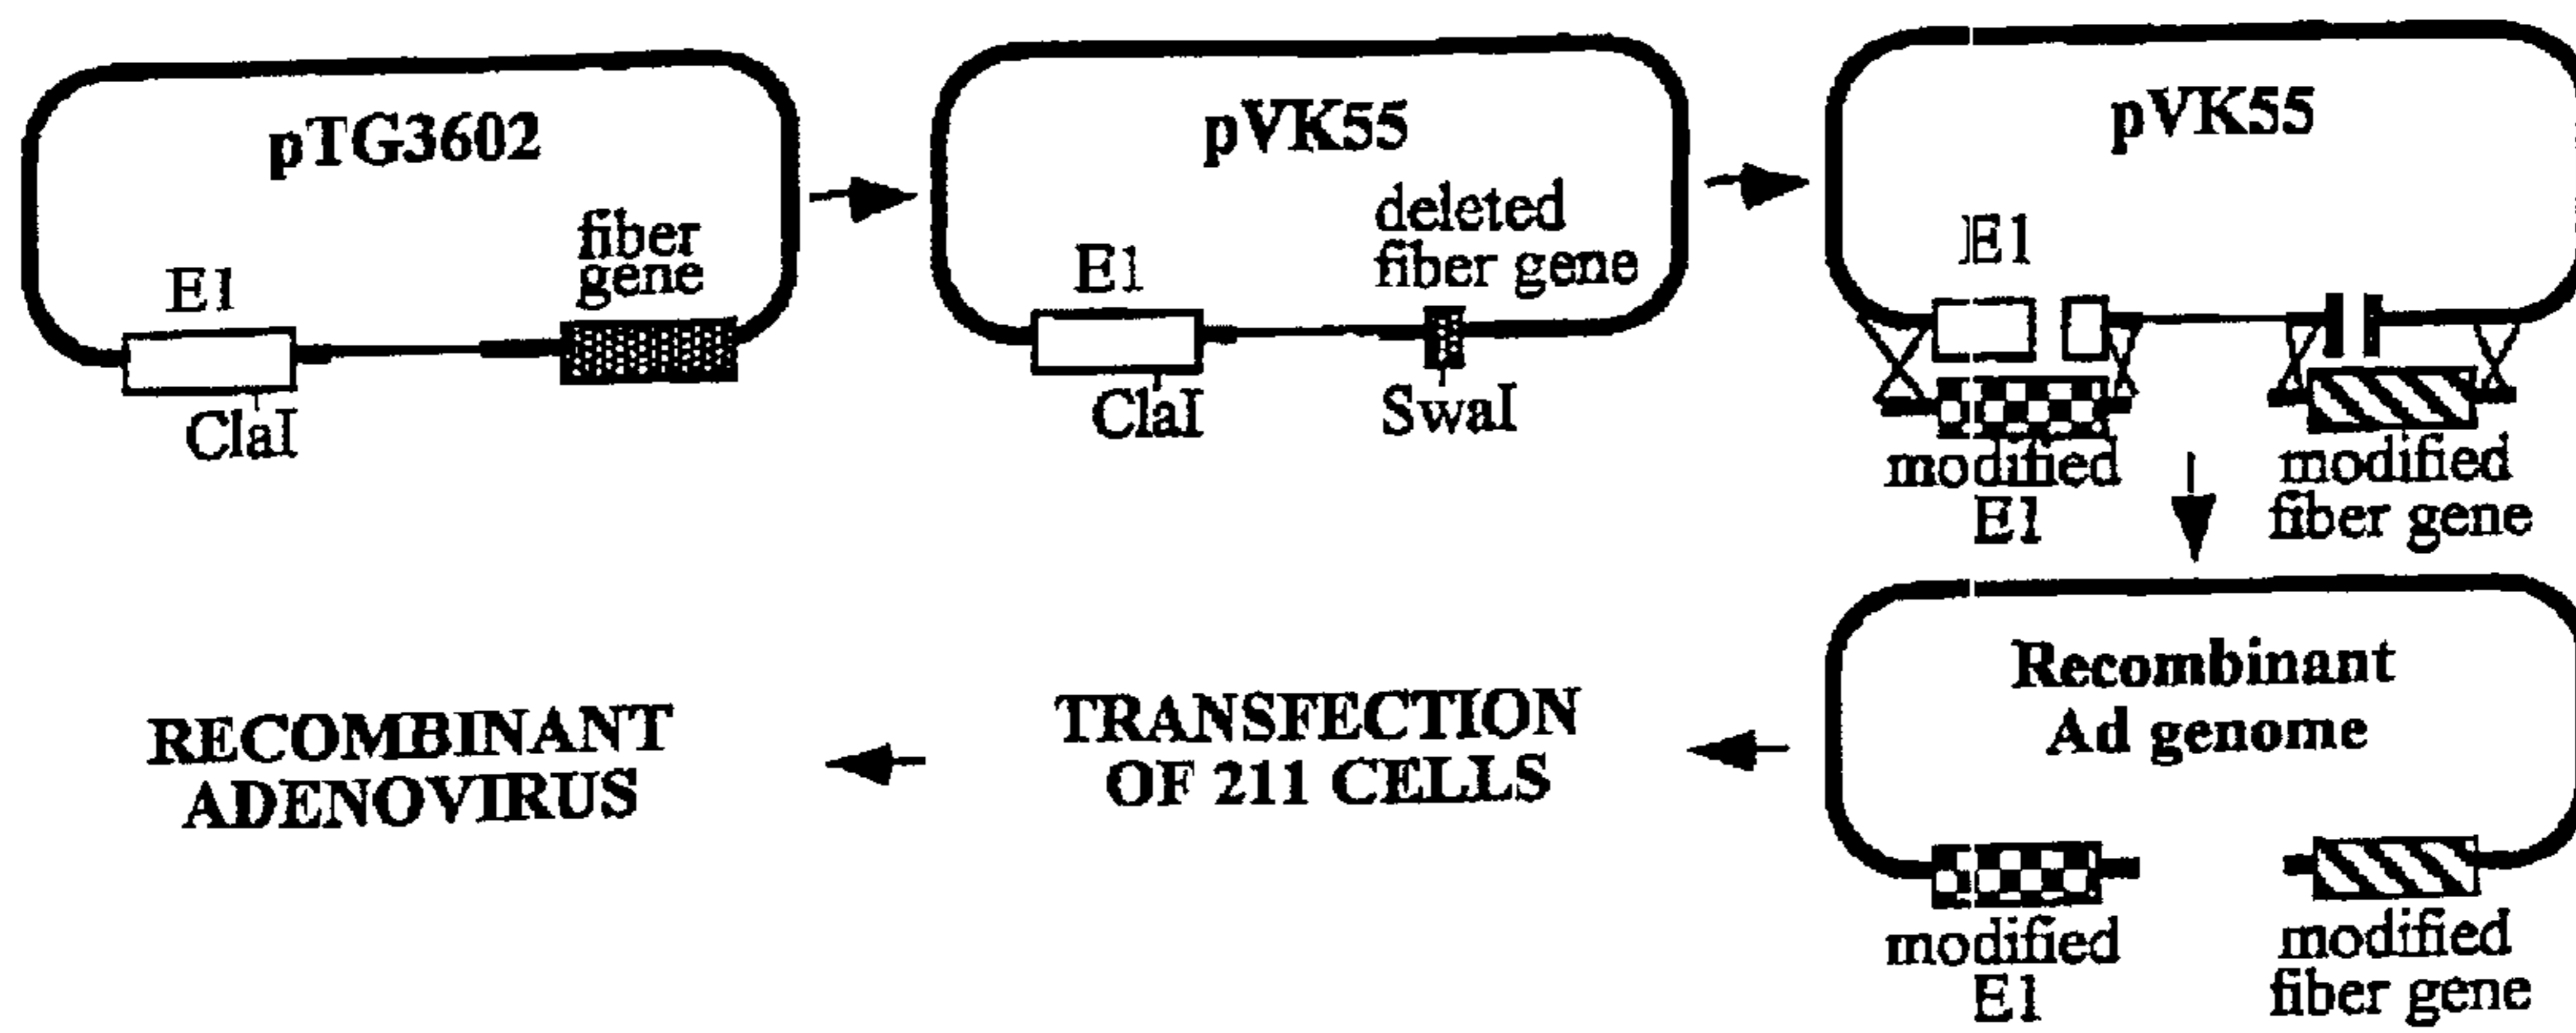 pTG3602
fiber
gene
E1
ClaI
pVK55
deleted
fiber gene
E1
ClaI
SwaI
pVK55
E1
modified
E1
modified
fiber gene
Recombinant
Ad genome
modified
E1
modified
fiber gene
TRANSFECTION
OF 211 CELLS
RECOMBINANT
ADENOVIRUS